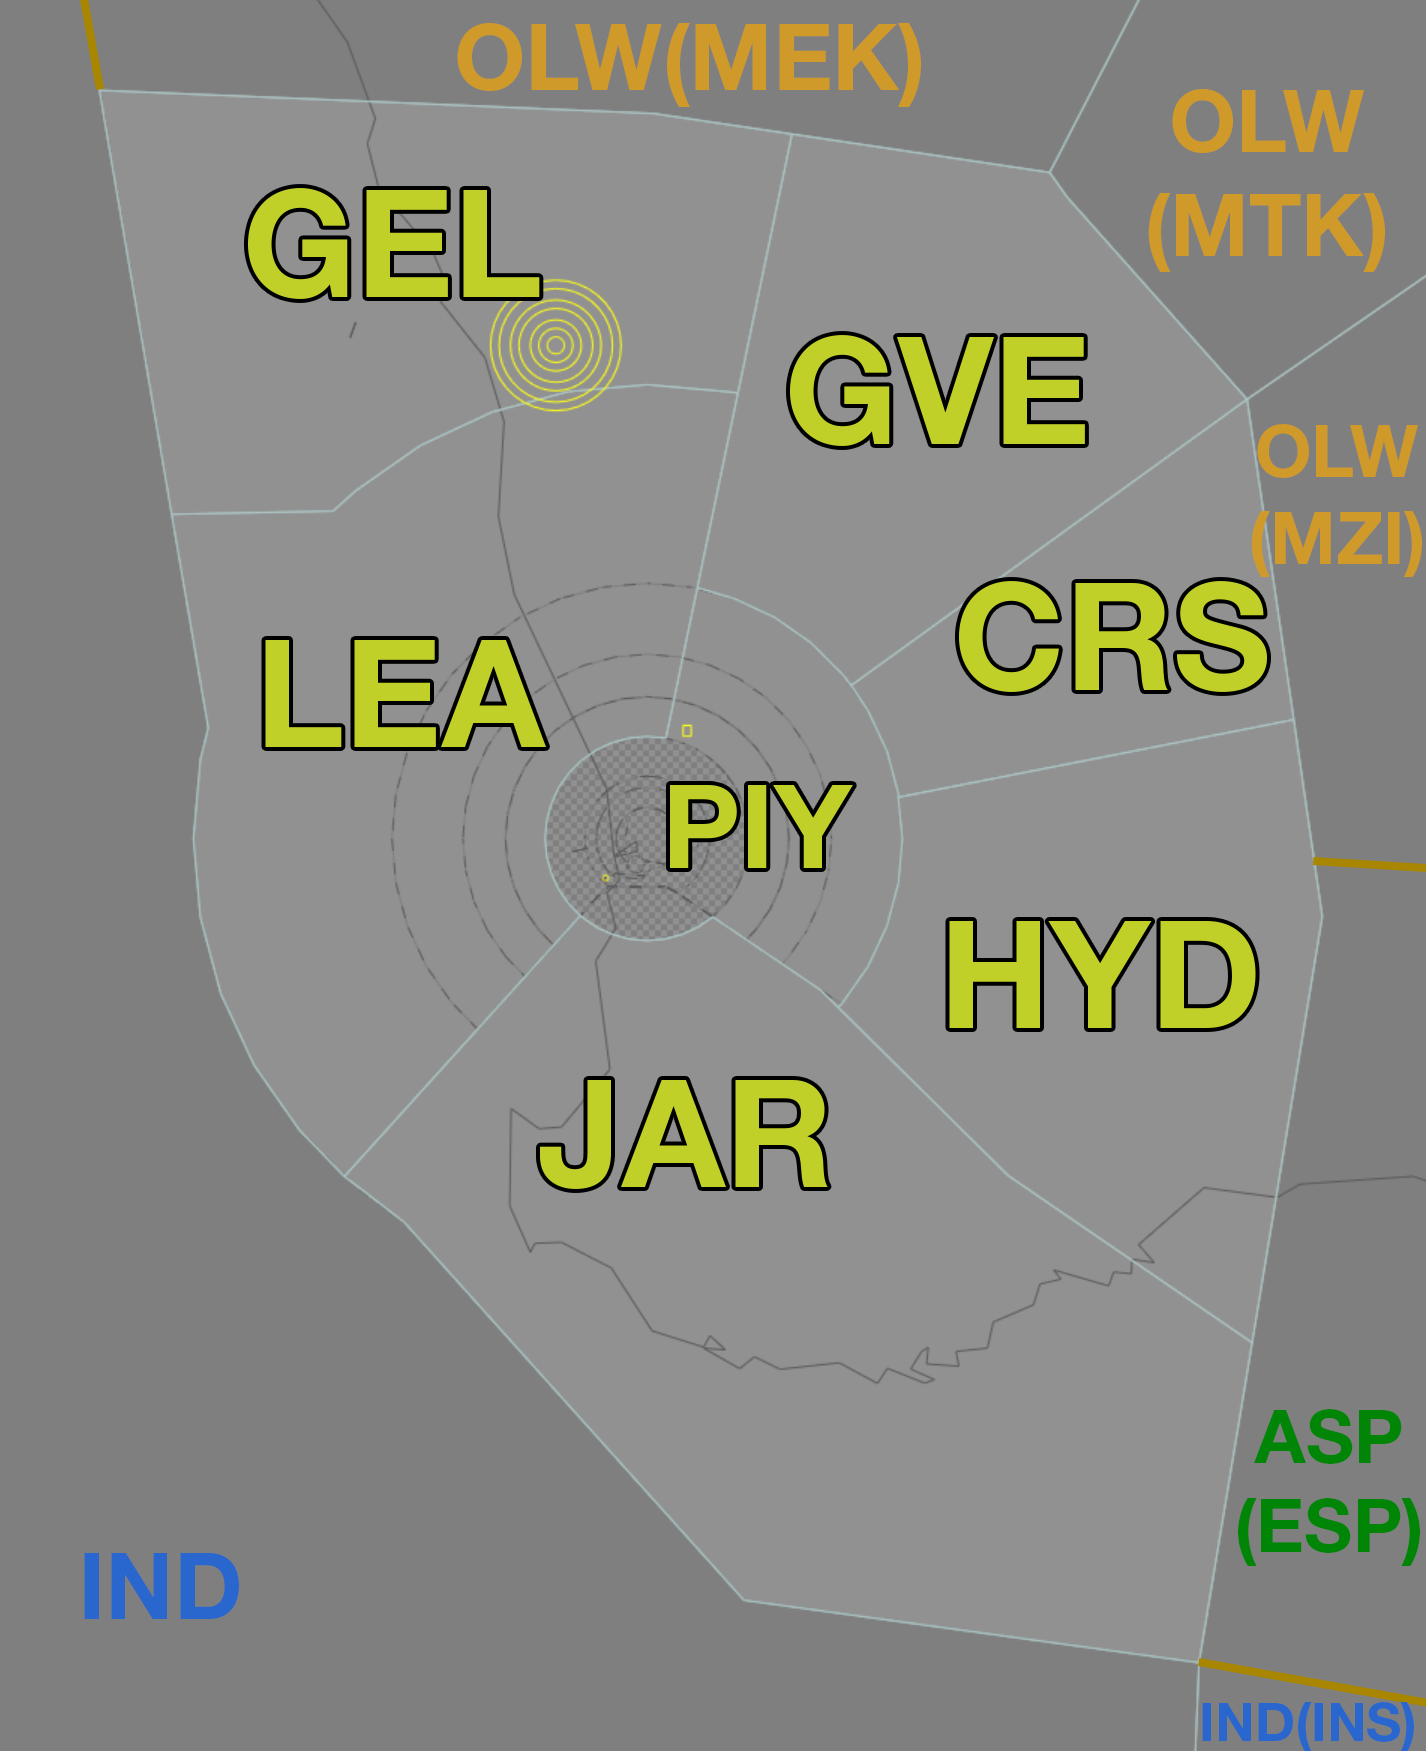 OLW(MEK)
OLW
(MTK)
GEL
GVE
OLW
(MZI)
CRS
LEA
PIY
HYD
JAR
ASP
(ESP)
IND
IND(INS)